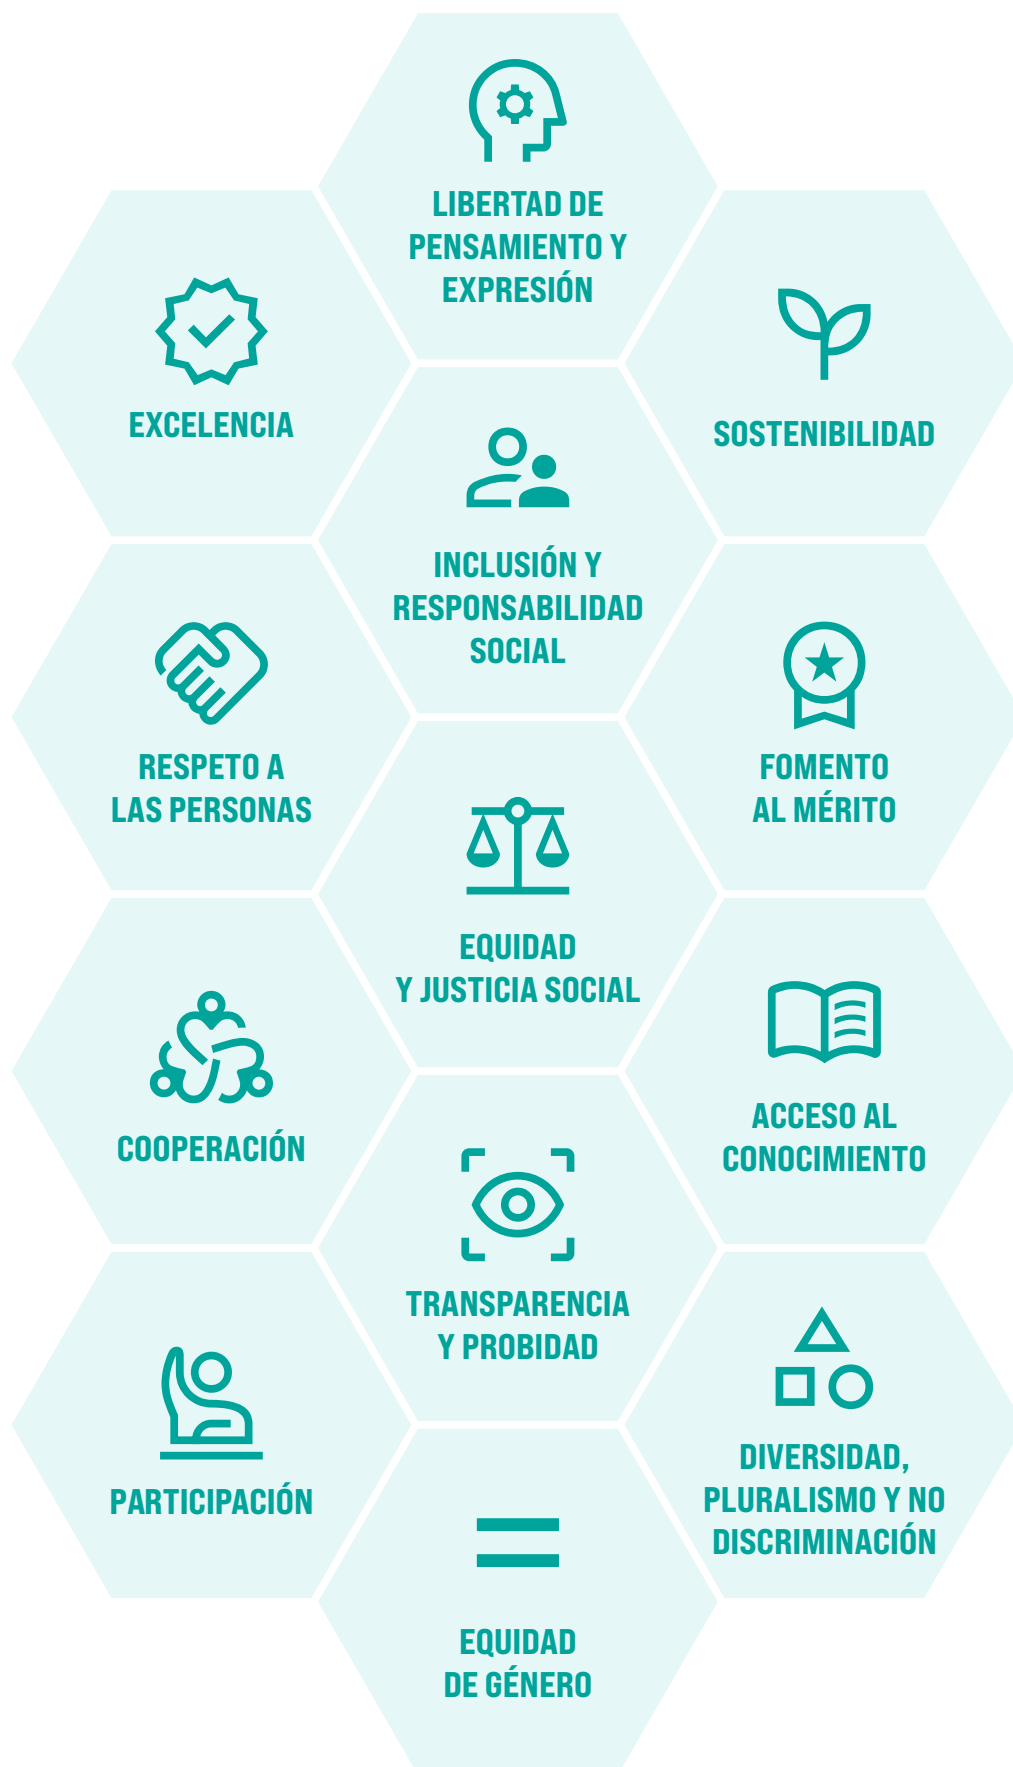 LIBERTAD DE
PENSAMIENTO Y
EXPRESIÓN
EXCELENCIA
SOSTENIBILIDAD
INCLUSIÓN Y
RESPONSABILIDAD
SOCIAL
RESPETO A
LAS PERSONAS
FOMENTO
AL MÉRITO
EQUIDAD
Y JUSTICIA SOCIAL
COOPERACIÓN
ACCESO AL
CONOCIMIENTO
TRANSPARENCIA
Y PROBIDAD
PARTICIPACIÓN
DIVERSIDAD,
PLURALISMO Y NO
DISCRIMINACIÓN
EQUIDAD
DE GÉNERO